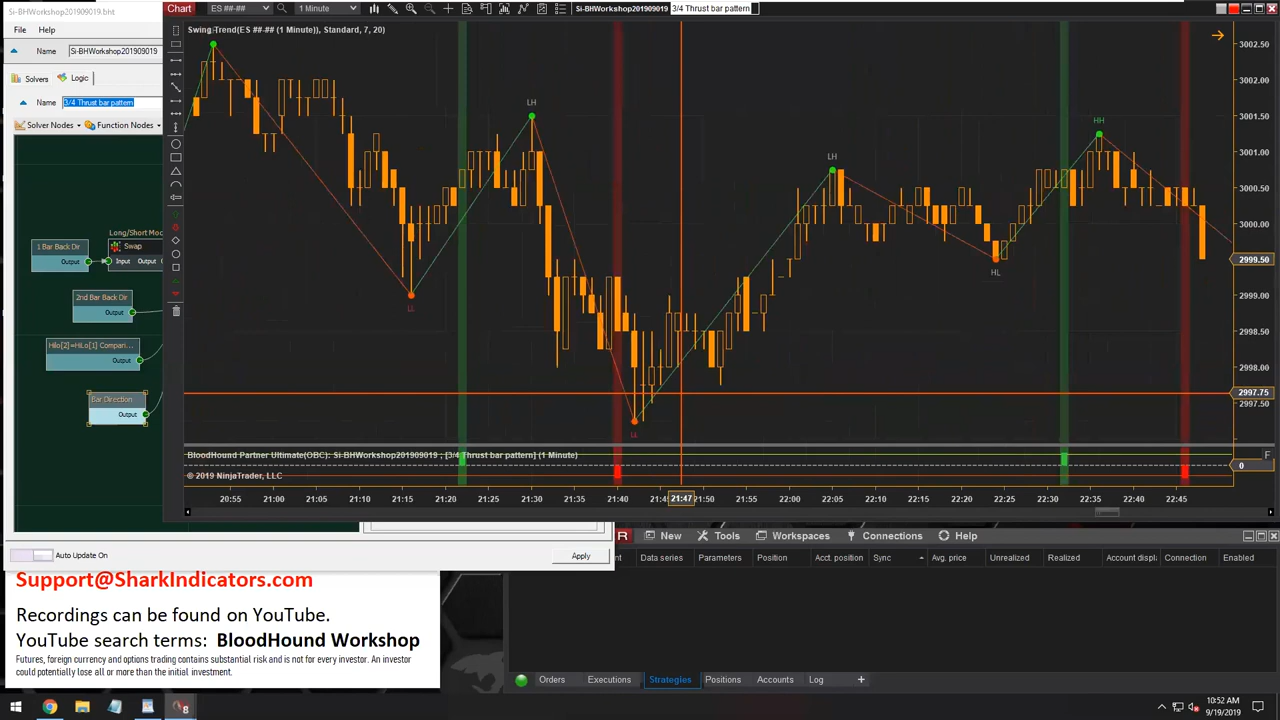 Si-BHWorkshop201909019.bht
File Help
Name Si-BHWorkshop201909019
Solvers Logic
Name 3/4 Thrust bar pattern
Solver Nodes Function Nodes
Long/Short Mod
1 Bar Back Dir
Output
Swap
Input Output
2nd Bar Back Dir
Output
Hilo[2]=HiLo[1] Compari...
Output
Bar Direction
Output
Auto Update On
Apply
Chart ES ##-## 1 Minute Si-BHWorkshop201909019 3/4 Thrust bar pattern
SwingTrend(ES ##-## (1 Minute)), Standard, 7, 20)
LL
LH
LL
LH
HL
HH
3002.50
3002.00
3001.50
3001.00
3000.50
3000.00
2999.50
2999.00
2998.50
2998.00
2997.75
2997.50
F
0
BloodHound Partner Ultimate(OBC): Si-BHWorkshop201909019 ; [3/4 Thrust bar pattern] (1 Minute)
© 2019 NinjaTrader, LLC
20:55 21:00 21:05 21:10 21:15 21:20 21:25 21:30 21:35 21:40 21:47 21:50 21:55 22:00 22:05 22:10 22:15 22:20 22:25 22:30 22:35 22:40 22:45
New Tools Workspaces Connections Help
Data series Parameters Position Acct. position Sync Avg. price Unrealized Realized Account displ Connection Enabled
Orders Executions Strategies Positions Accounts Log +
Support@SharkIndicators.com
Recordings can be found on YouTube.
YouTube search terms: BloodHound Workshop
Futures, foreign currency and options trading contains substantial risk and is not for every investor. An investor
could potentially lose all or more than the initial investment.
10:52 AM
9/19/2019